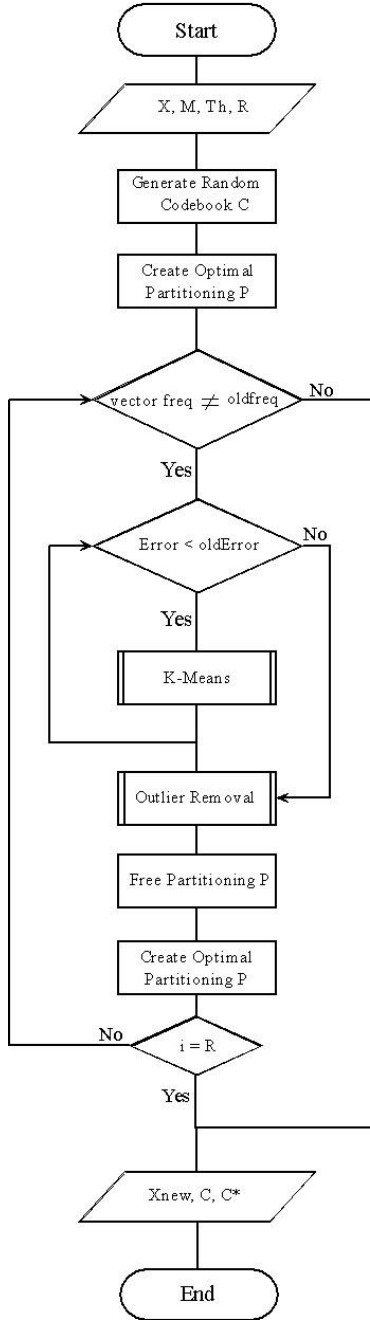 Start
X, M, Th, R
Generate Random
Codebook C
Create Optimal
Partitioning P
vector freq ≠ oldfreq
No
Yes
Error < oldError
No
Yes
K-Means
Outlier Removal
Free Partitioning P
Create Optimal
Partitioning P
No
i = R
Yes
Xnew, C, C*
End